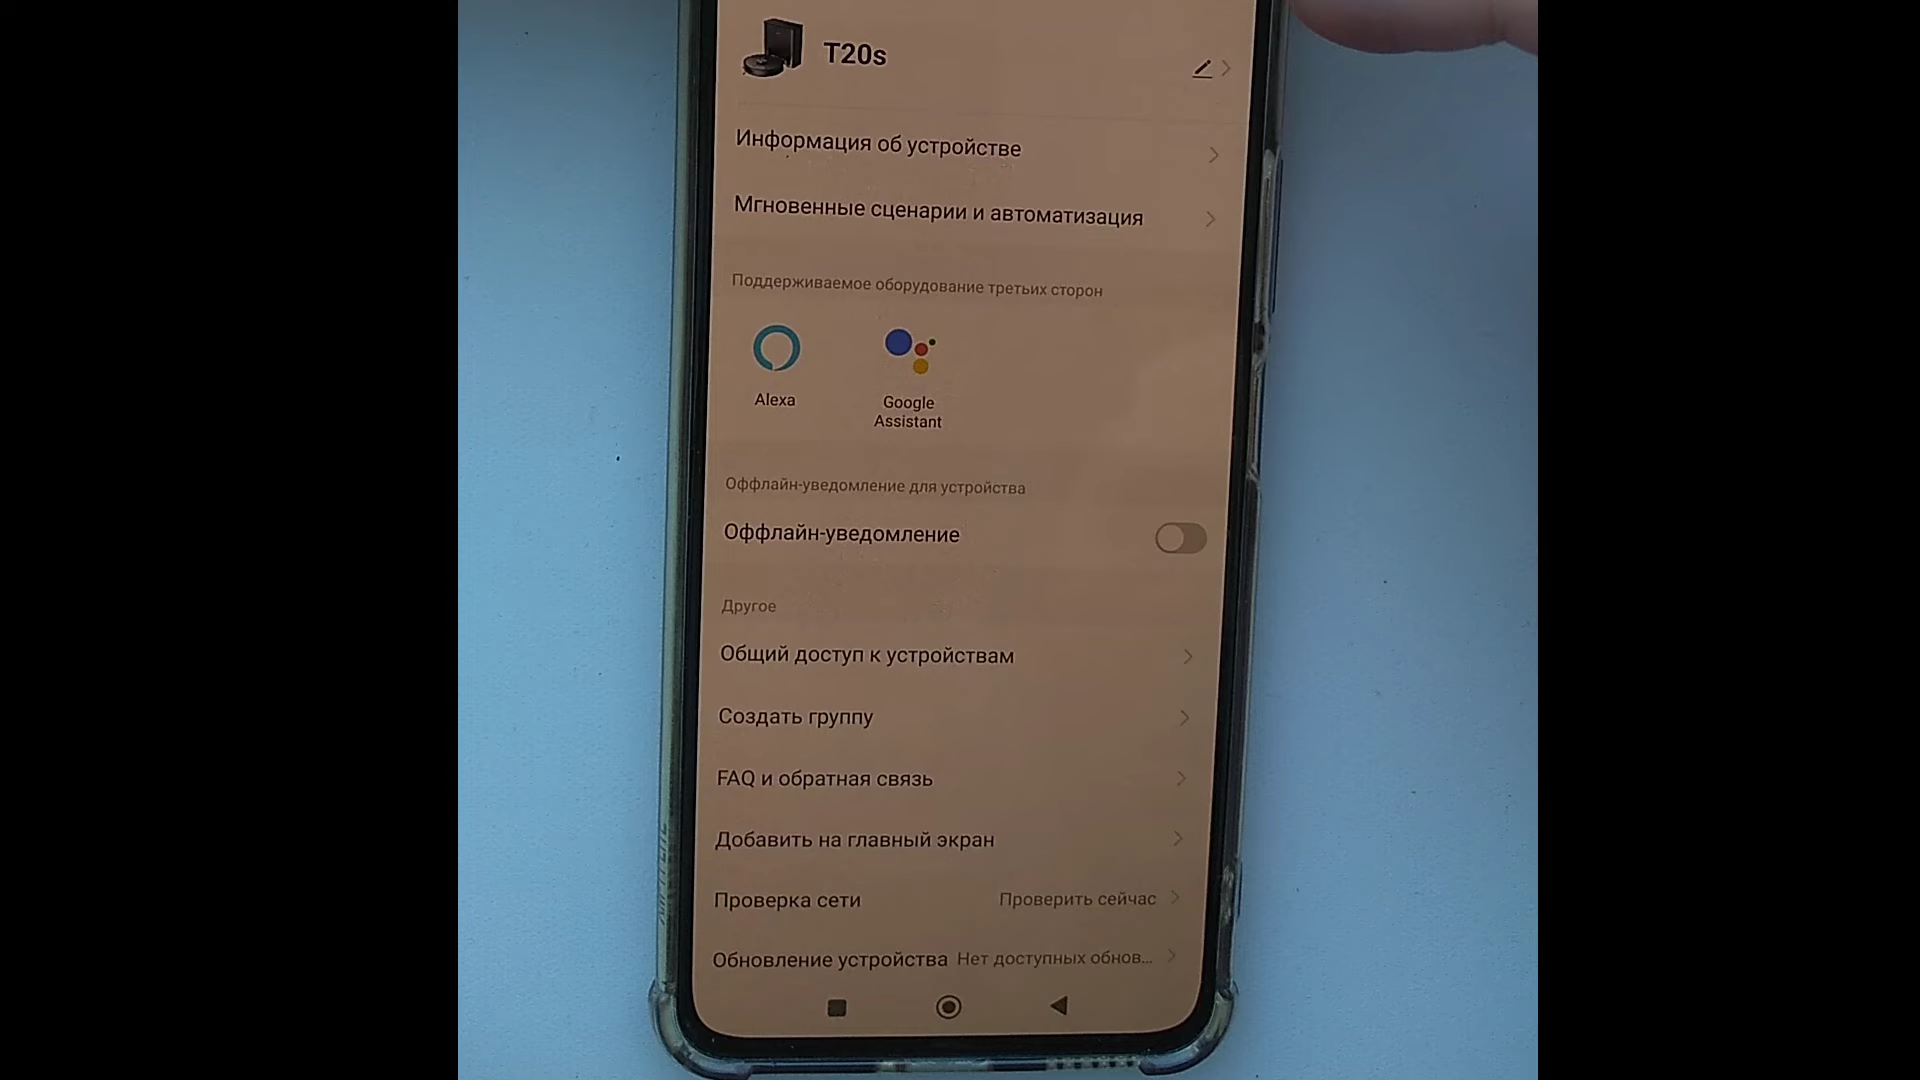 T20s
Информация об устройстве
Мгновенные сценарии и автоматизация
Поддерживаемое оборудование третьих сторон
Alexa
Google
Assistant
Оффлайн-уведомление для устройства
Оффлайн-уведомление
Другое
Общий доступ к устройствам
Создать группу
FAQ и обратная связь
Добавить на главный экран
Проверка сети Проверить сейчас
Обновление устройства Нет доступных обнов...